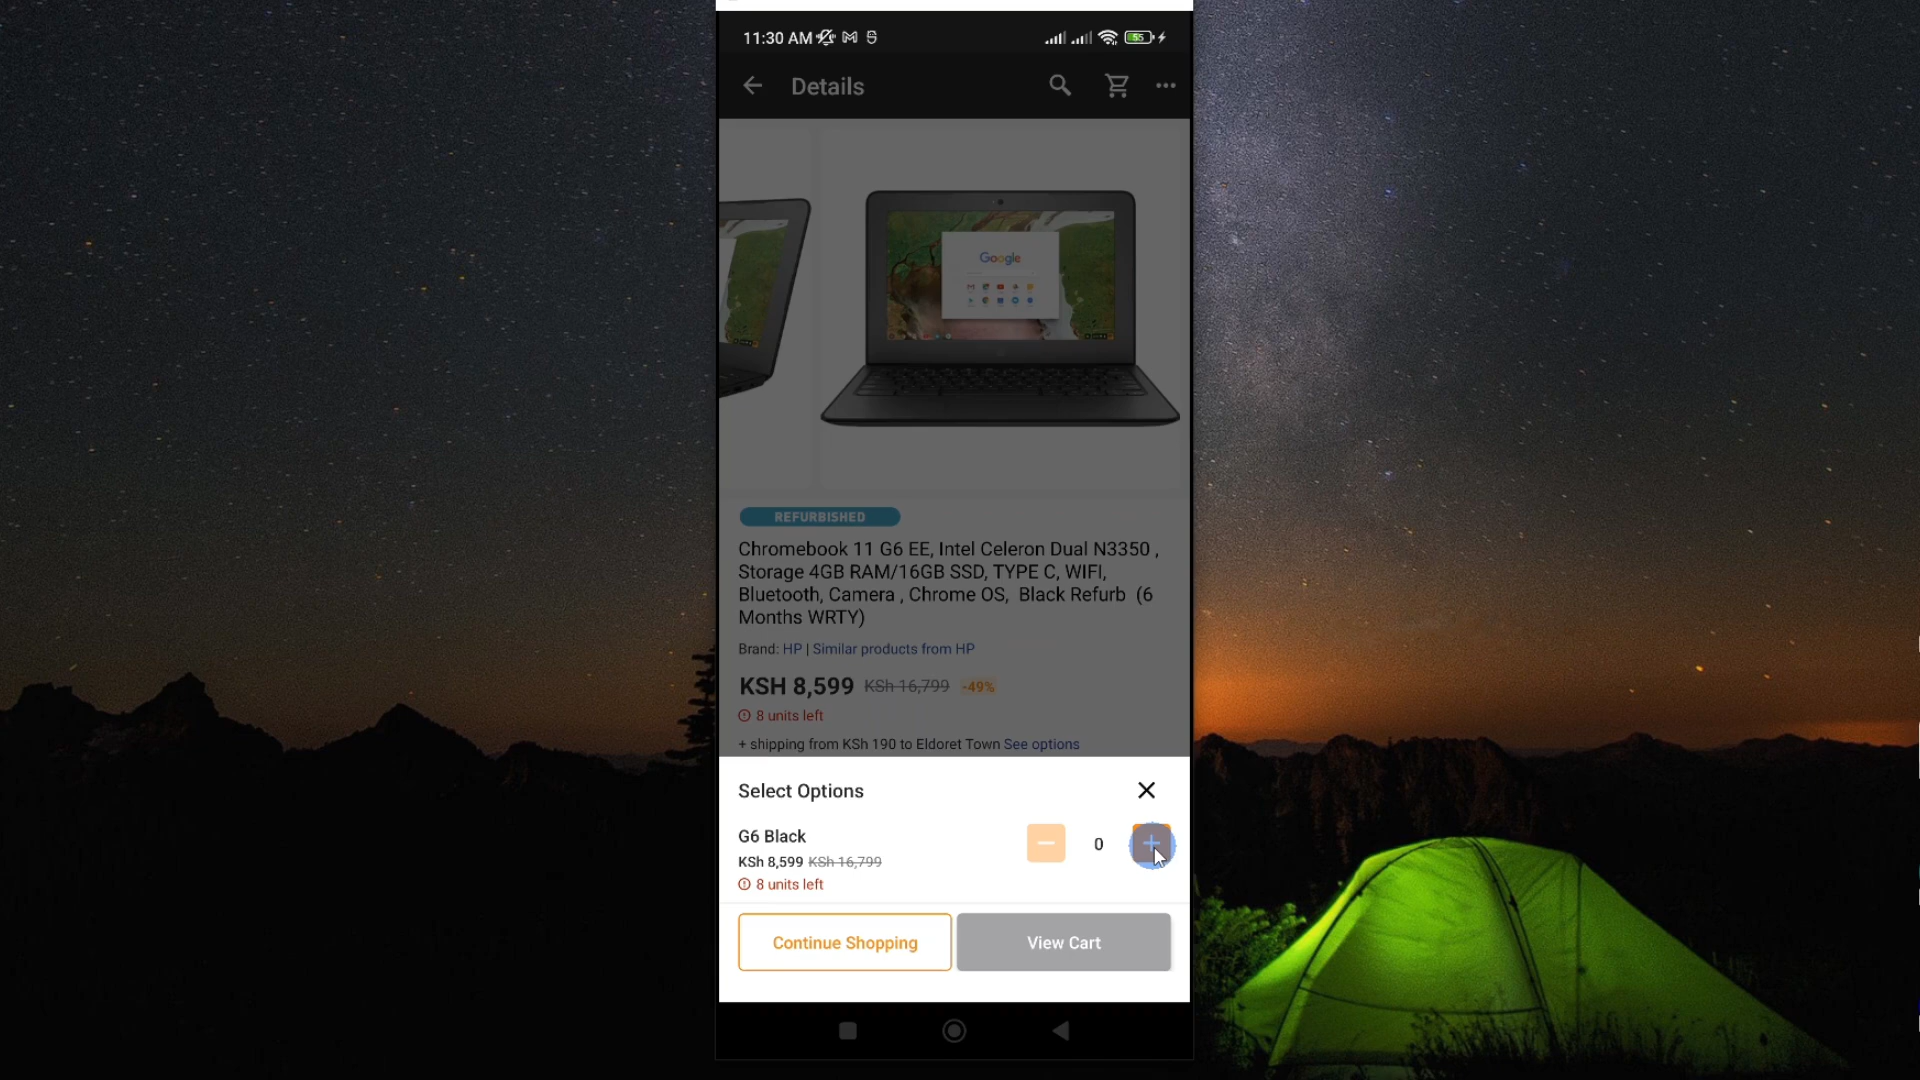 11:30 AM
55
Details
Google
REFURBISHED
Chromebook 11 G6 EE, Intel Celeron Dual N3350 ,
Storage 4GB RAM/16GB SSD, TYPE C, WIFI,
Bluetooth, Camera , Chrome OS, Black Refurb (6
Months WRTY)
Brand: HP | Similar products from HP
KSH 8,599 KSh 16,799 -49%
8 units left
+ shipping from KSh 190 to Eldoret Town See options
Select Options
G6 Black
0
KSh 8,599 KSh 16,799
8 units left
Continue Shopping
View Cart